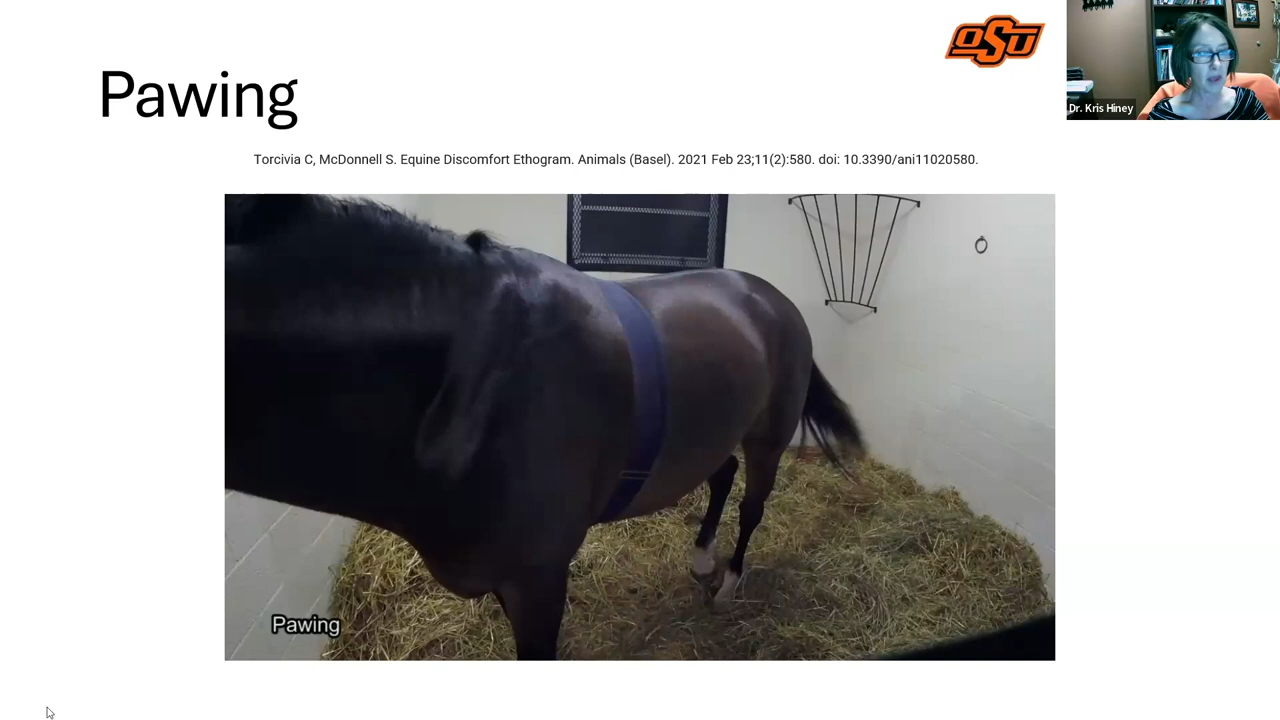 OSU
Dr. Kris Hiney
Pawing
Torcivia C, McDonnell S. Equine Discomfort Ethogram. Animals (Basel). 2021 Feb 23;11(2):580. doi: 10.3390/ani11020580.
Pawing